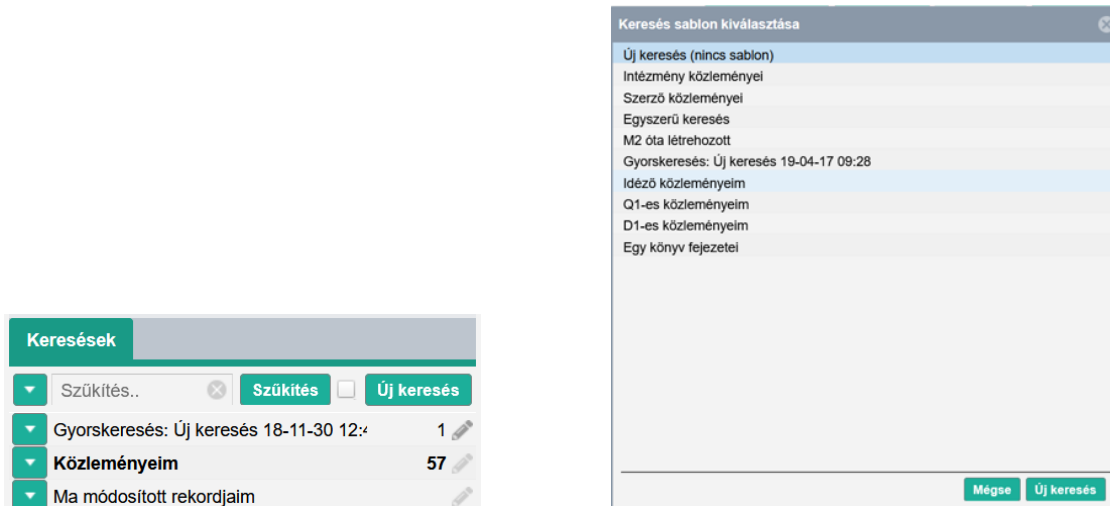 Keresés sablon kiválasztása
Új keresés (nincs sablon)
Intézmény közleményei
Szerző közleményei
Egyszerű keresés
M2 óta létrehozott
Gyorskeresés: Új keresés 19-04-17 09:28
Idéző közleményeim
Q1-es közleményeim
D1-es közleményeim
Egy könyv fejezetei
Mégse Új keresés
Keresések
Szűkítés.. Szűkítés Új keresés
Gyorskeresés: Új keresés 18-11-30 12:4 1
Közleményeim 57
Ma módosított rekordjaim